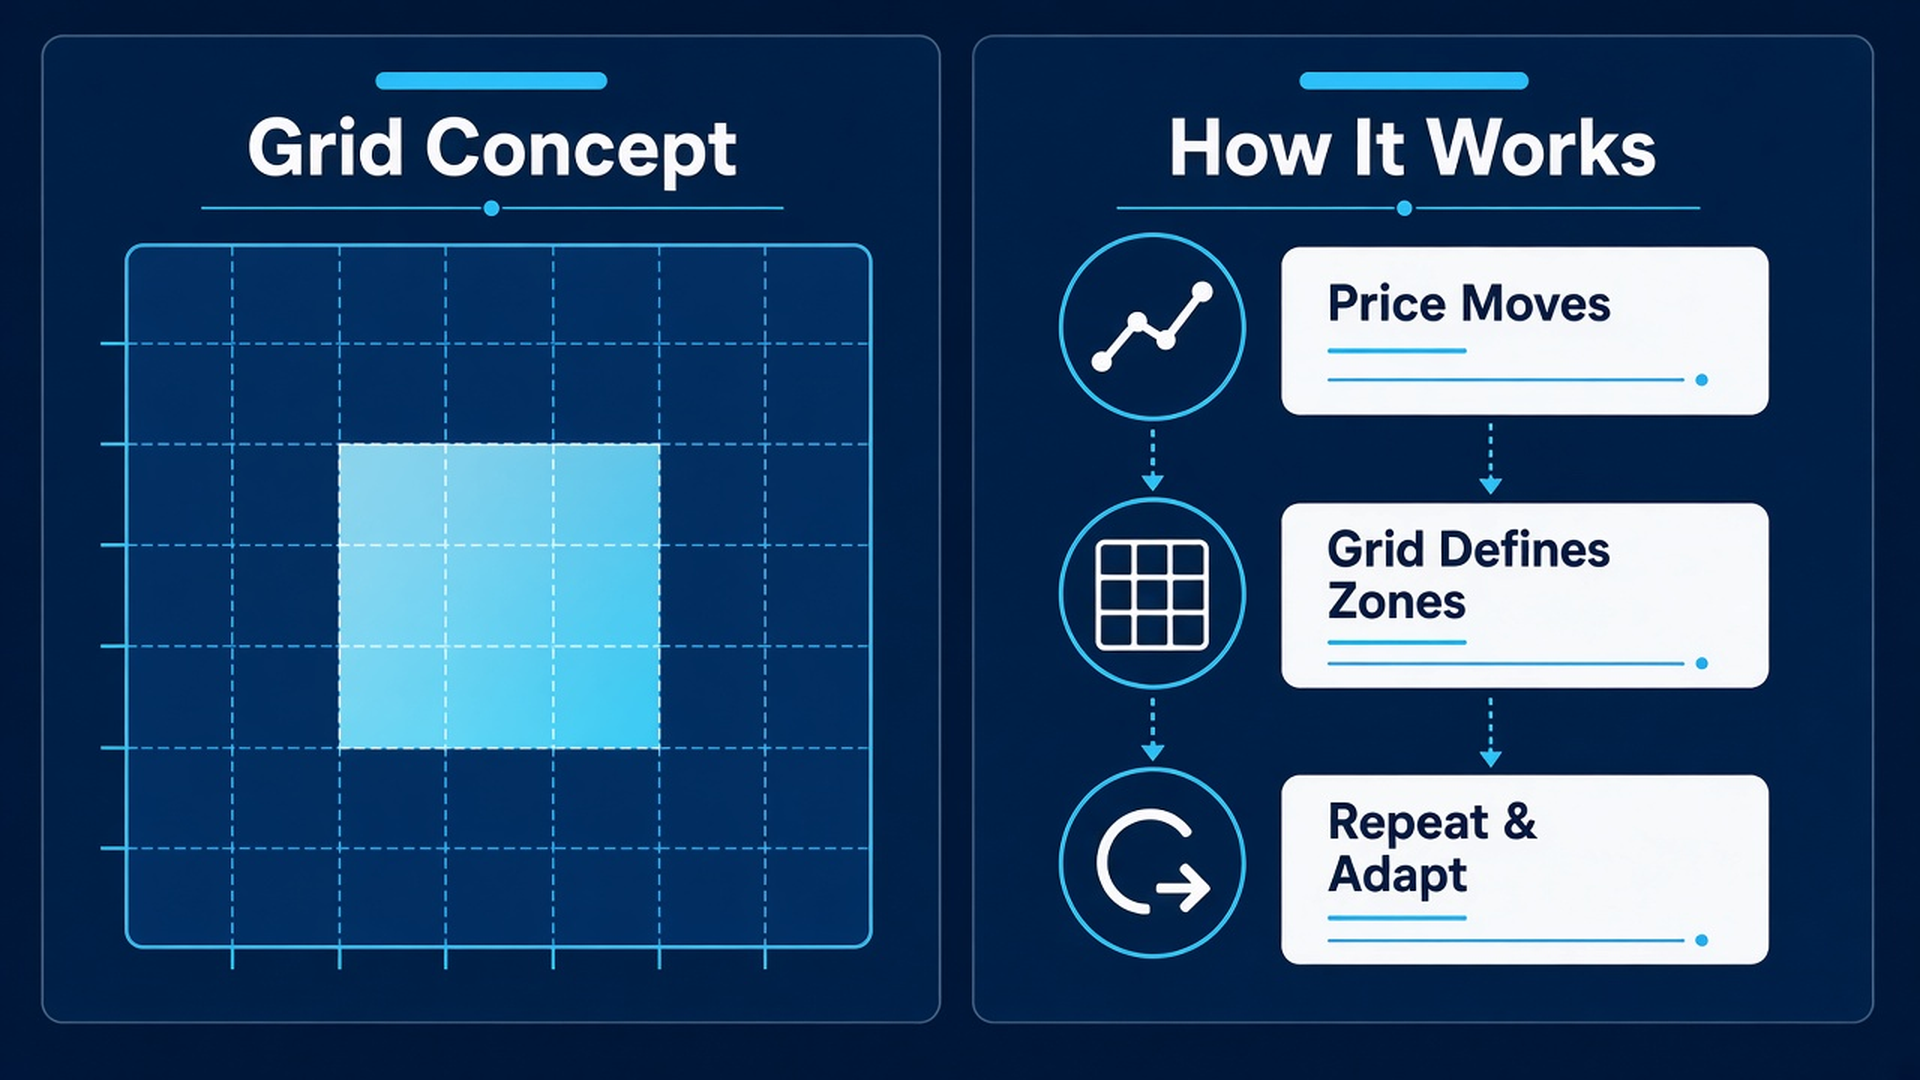 Grid Concept
How It Works
Price Moves
Grid Defines
Zones
Repeat &
Adapt